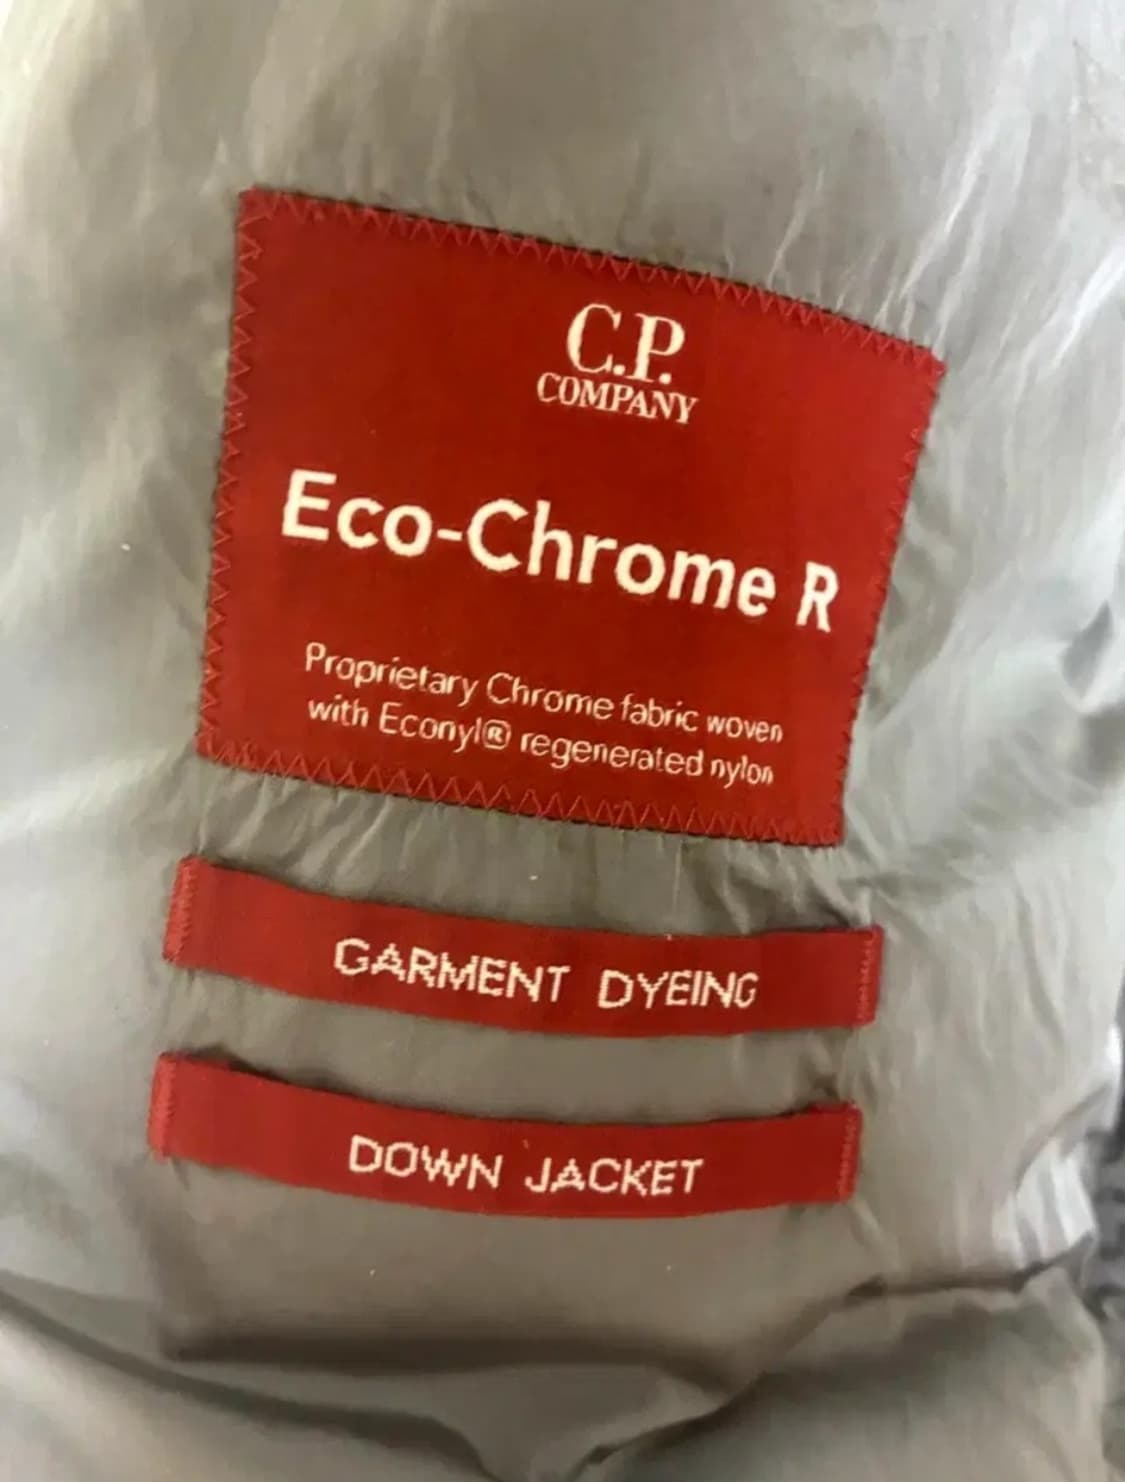 C.P.
COMPANY
Eco-Chrome R
Proprietary Chrome fabric woven
with Econyl® regenerated nylon
GARMENT DYEING
DOWN JACKET